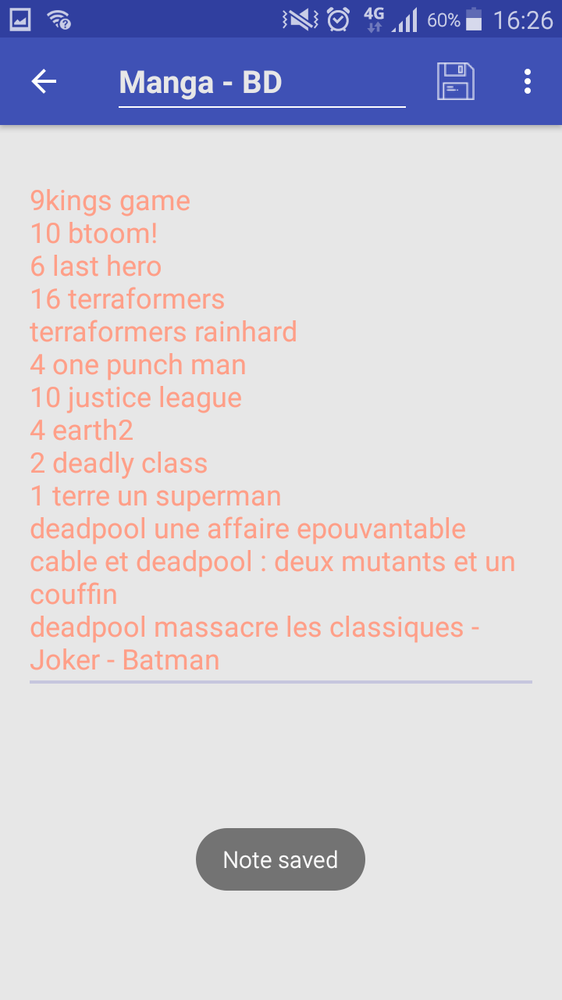 4G 60% 16:26
Manga - BD
9kings game
10 btoom!
6 last hero
16 terraformers
terraformers rainhard
4 one punch man
10 justice league
4 earth2
2 deadly class
1 terre un superman
deadpool une affaire epouvantable
cable et deadpool : deux mutants et un
couffin
deadpool massacre les classiques -
Joker - Batman
Note saved